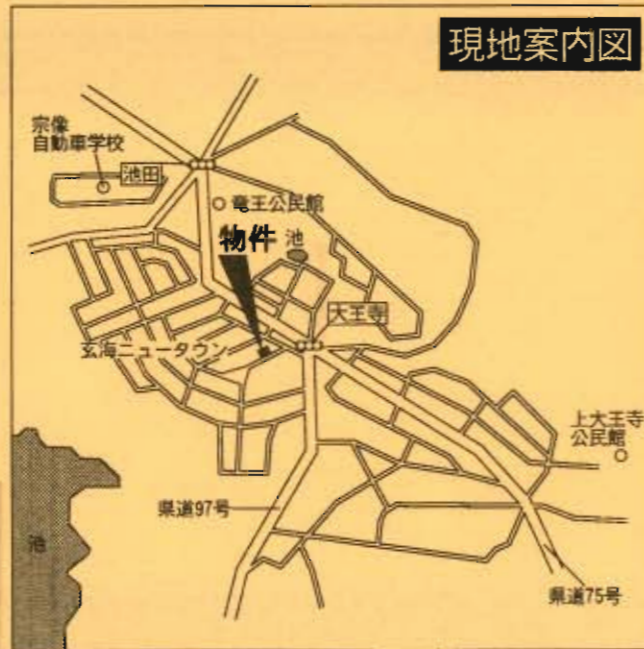 現地案内図
宗像
自動車学校
池田
竜王公民館
物件
池
大王寺
玄海ニュータウン
上大王寺
公民館
県道97号
池
県道75号